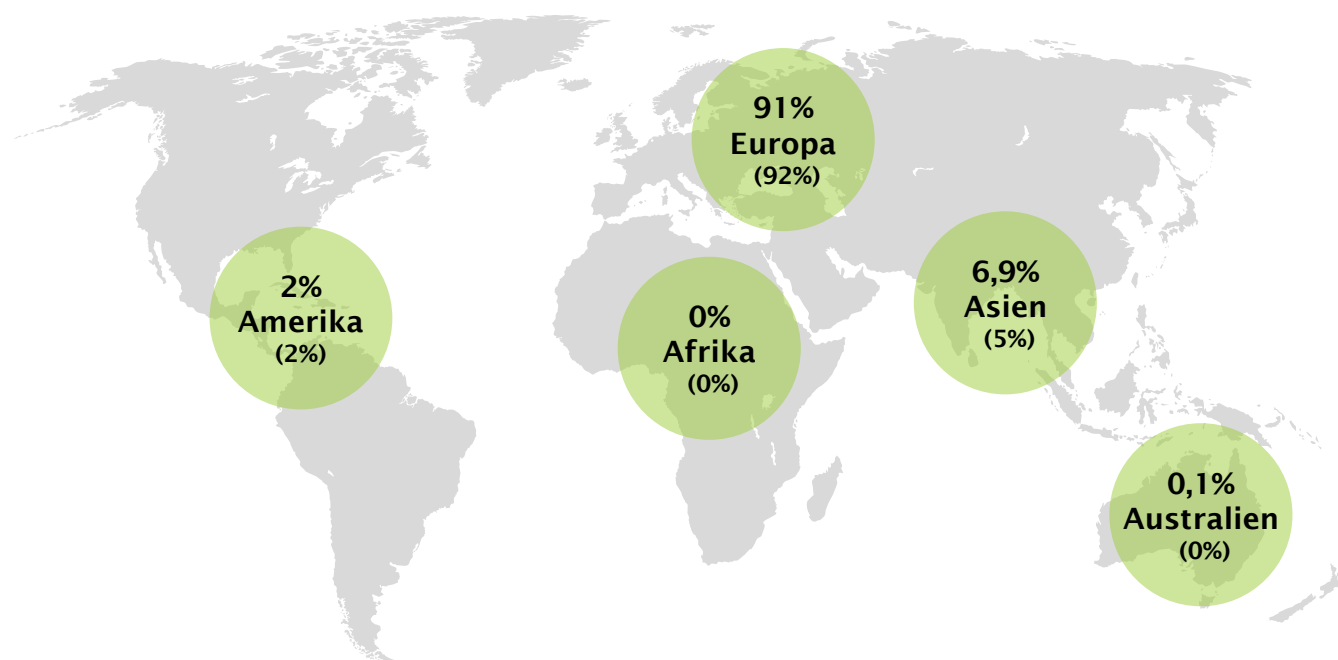 91%
Europa
(92%)
2%
Amerika
(2%)
0%
Afrika
(0%)
6,9%
Asien
(5%)
0,1%
Australien
(0%)